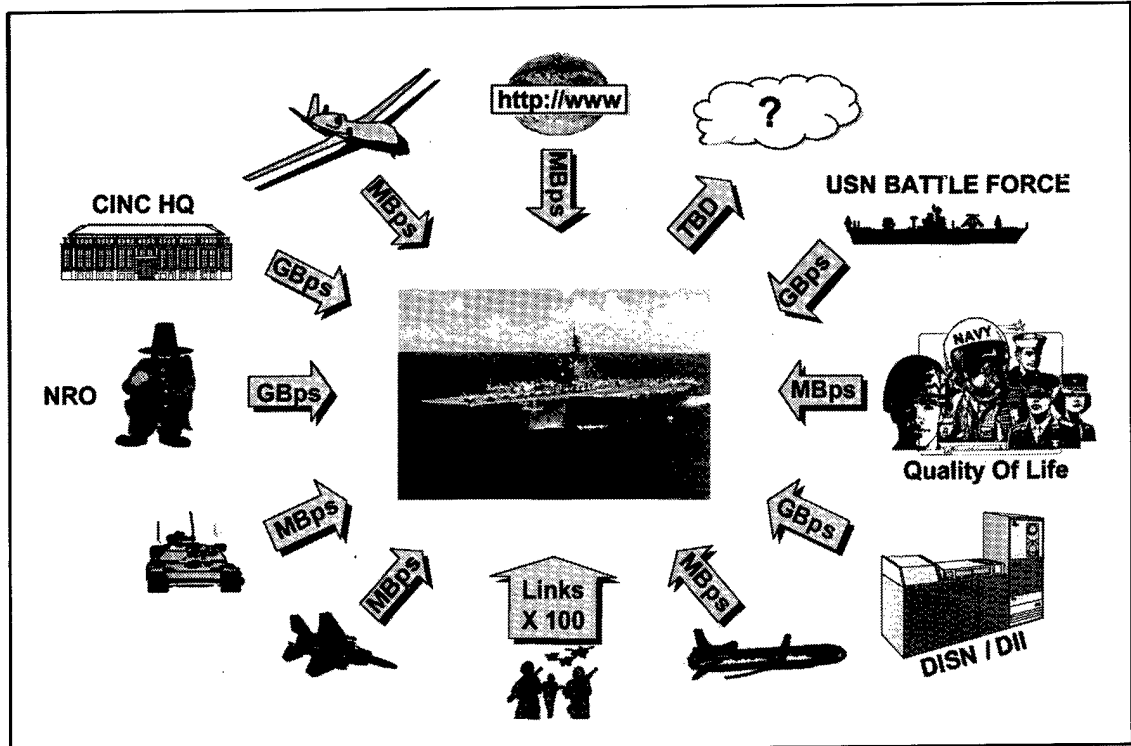 http://www
?
MBps
MBps
TBD
USN BATTLE FORCE
CINC HQ
GBps
GBps
NRO
GBps
NAVY
MBps
Quality Of Life
MBps
GBps
MBps
Links
X 100
MBps
DISN / DII